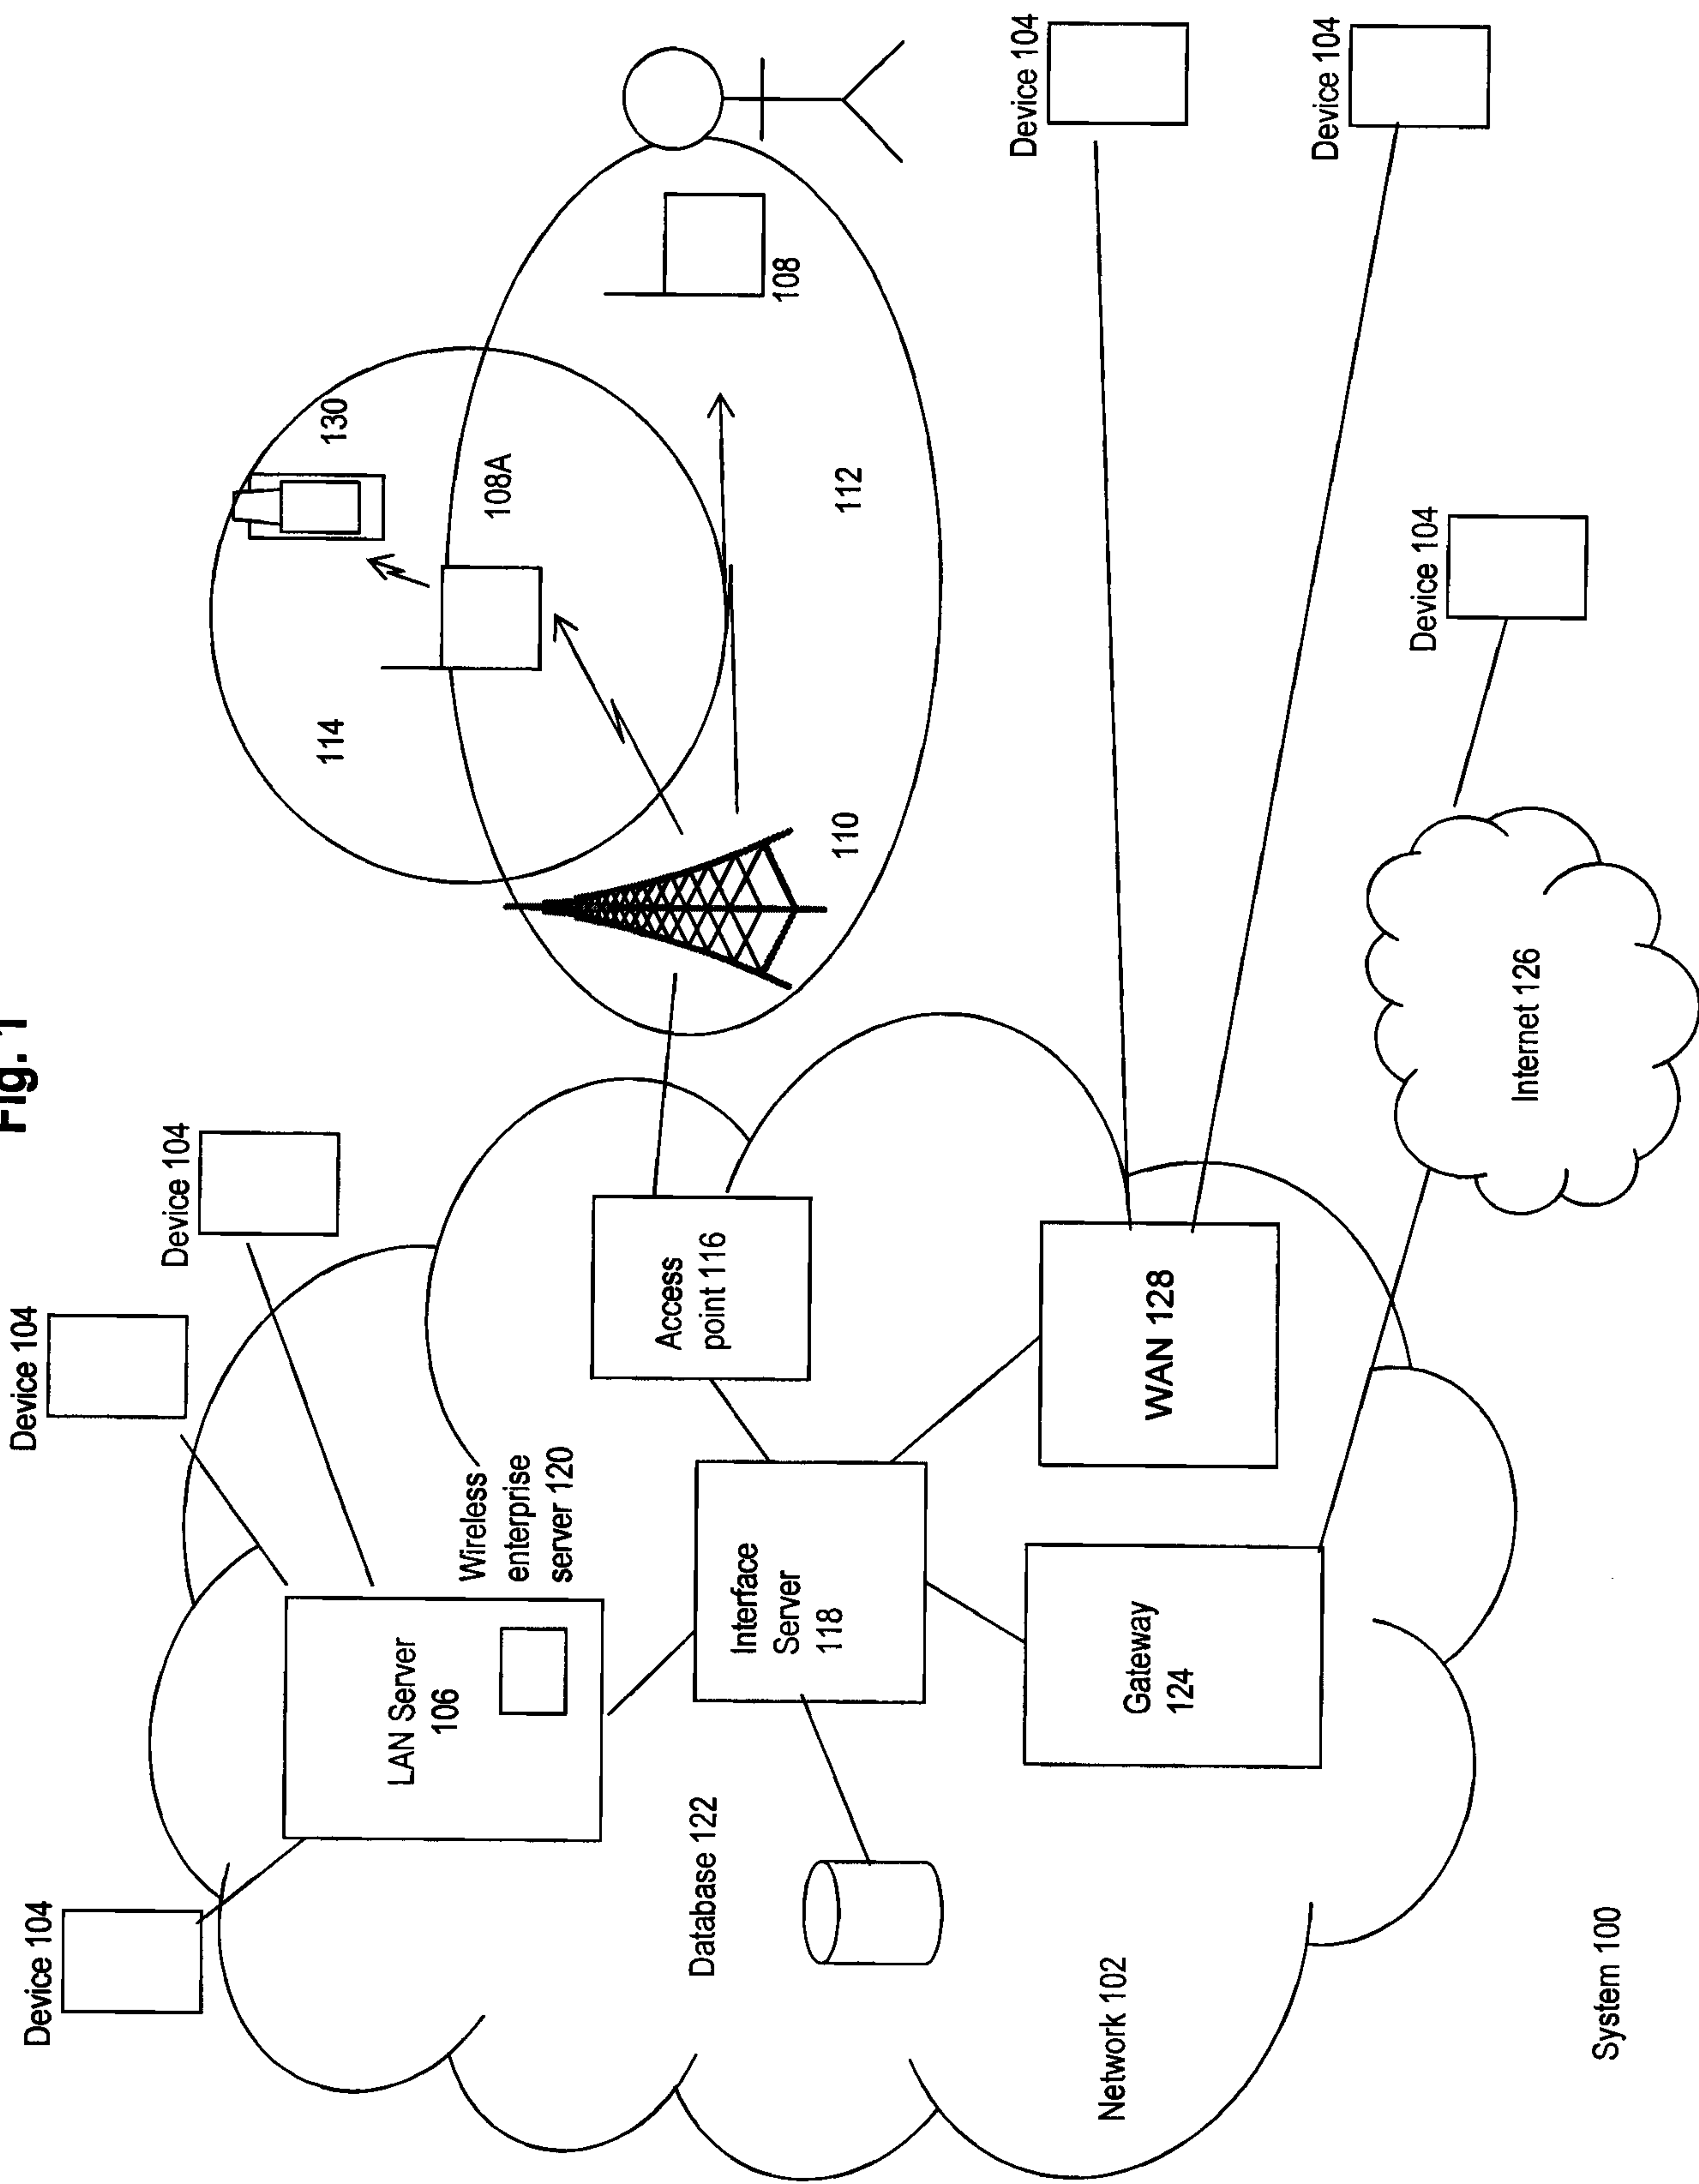 Fig. 1
Device 104
Device 104
Device 104
LAN Server
106
Wireless
enterprise
server 120
Database 122
Interface
Server
118
Access
point 116
Gateway
124
WAN 128
Network 102
System 100
Internet 126
110
114
112
108A
130
108
Device 104
Device 104
Device 104